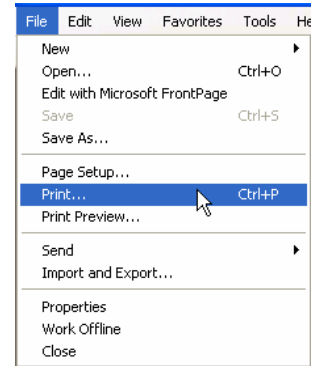 File Edit View Favorites Tools He
New
Open... Ctrl+O
Edit with Microsoft FrontPage
Save Ctrl+S
Save As...
Page Setup...
Print... Ctrl+P
Print Preview...
Send
Import and Export...
Properties
Work Offline
Close